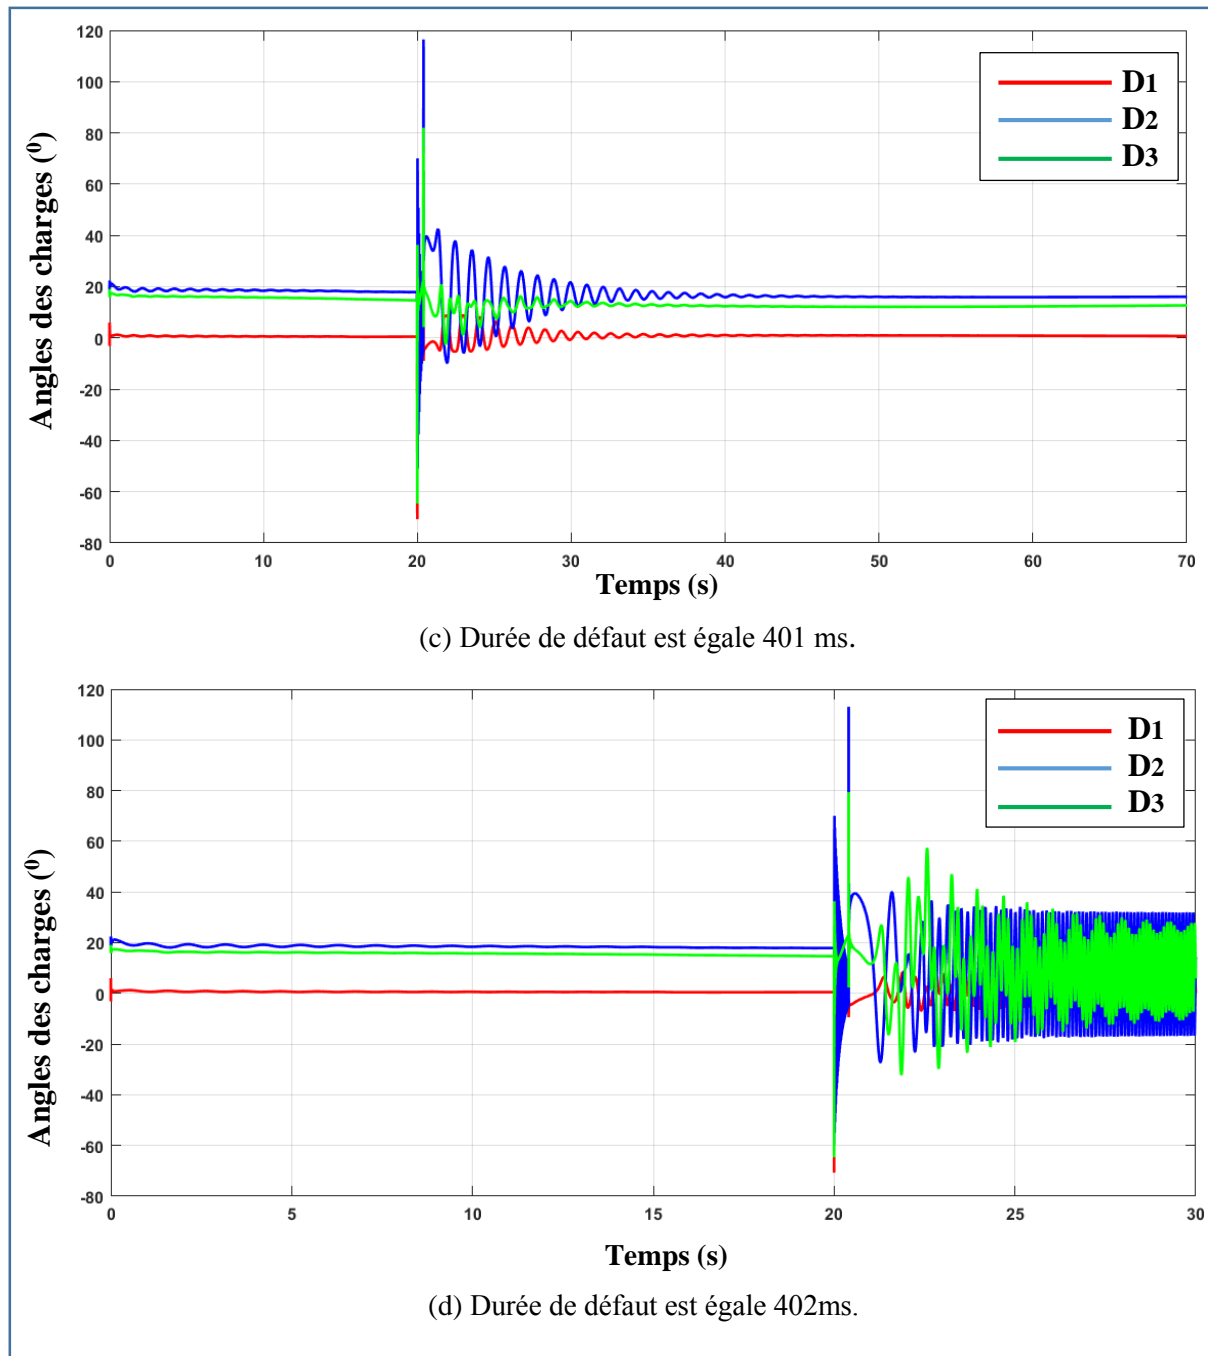 120
100
80
60
40
20
0
-20
-40
-60
-80
Angles des charges (⁰)
D1
D2
D3
0 10 20 30 40 50 60 70
Temps (s)
(c) Durée de défaut est égale 401 ms.
120
100
80
60
40
20
0
-20
-40
-60
-80
Angles des charges (⁰)
D1
D2
D3
0 5 10 15 20 25 30
Temps (s)
(d) Durée de défaut est égale 402ms.